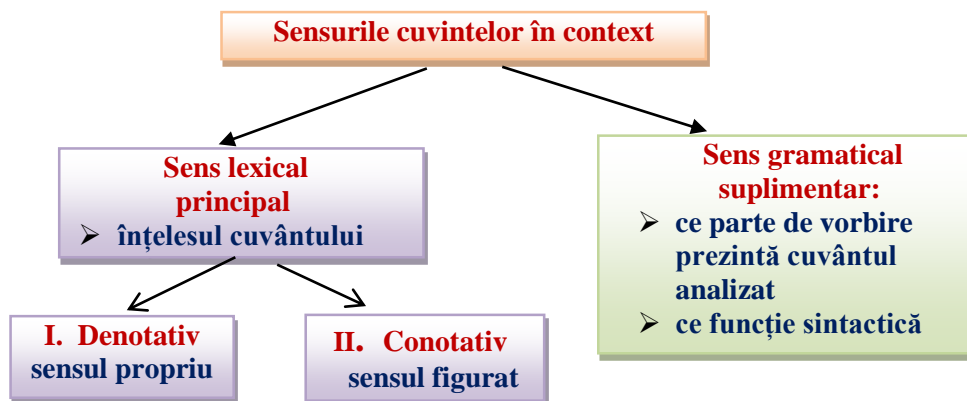 Sensurile cuvintelor în context
Sens lexical
principal
➢ înțelesul cuvântului
Sens gramatical
suplimentar:
➢ ce parte de vorbire
prezintă cuvântul
analizat
➢ ce funcție sintactică
I. Denotativ
sensul propriu
II. Conotativ
sensul figurat